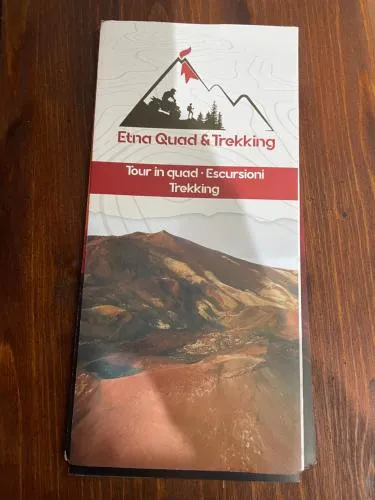 Etna Quad & Trekking
Tour in quad · Escursioni
Trekking